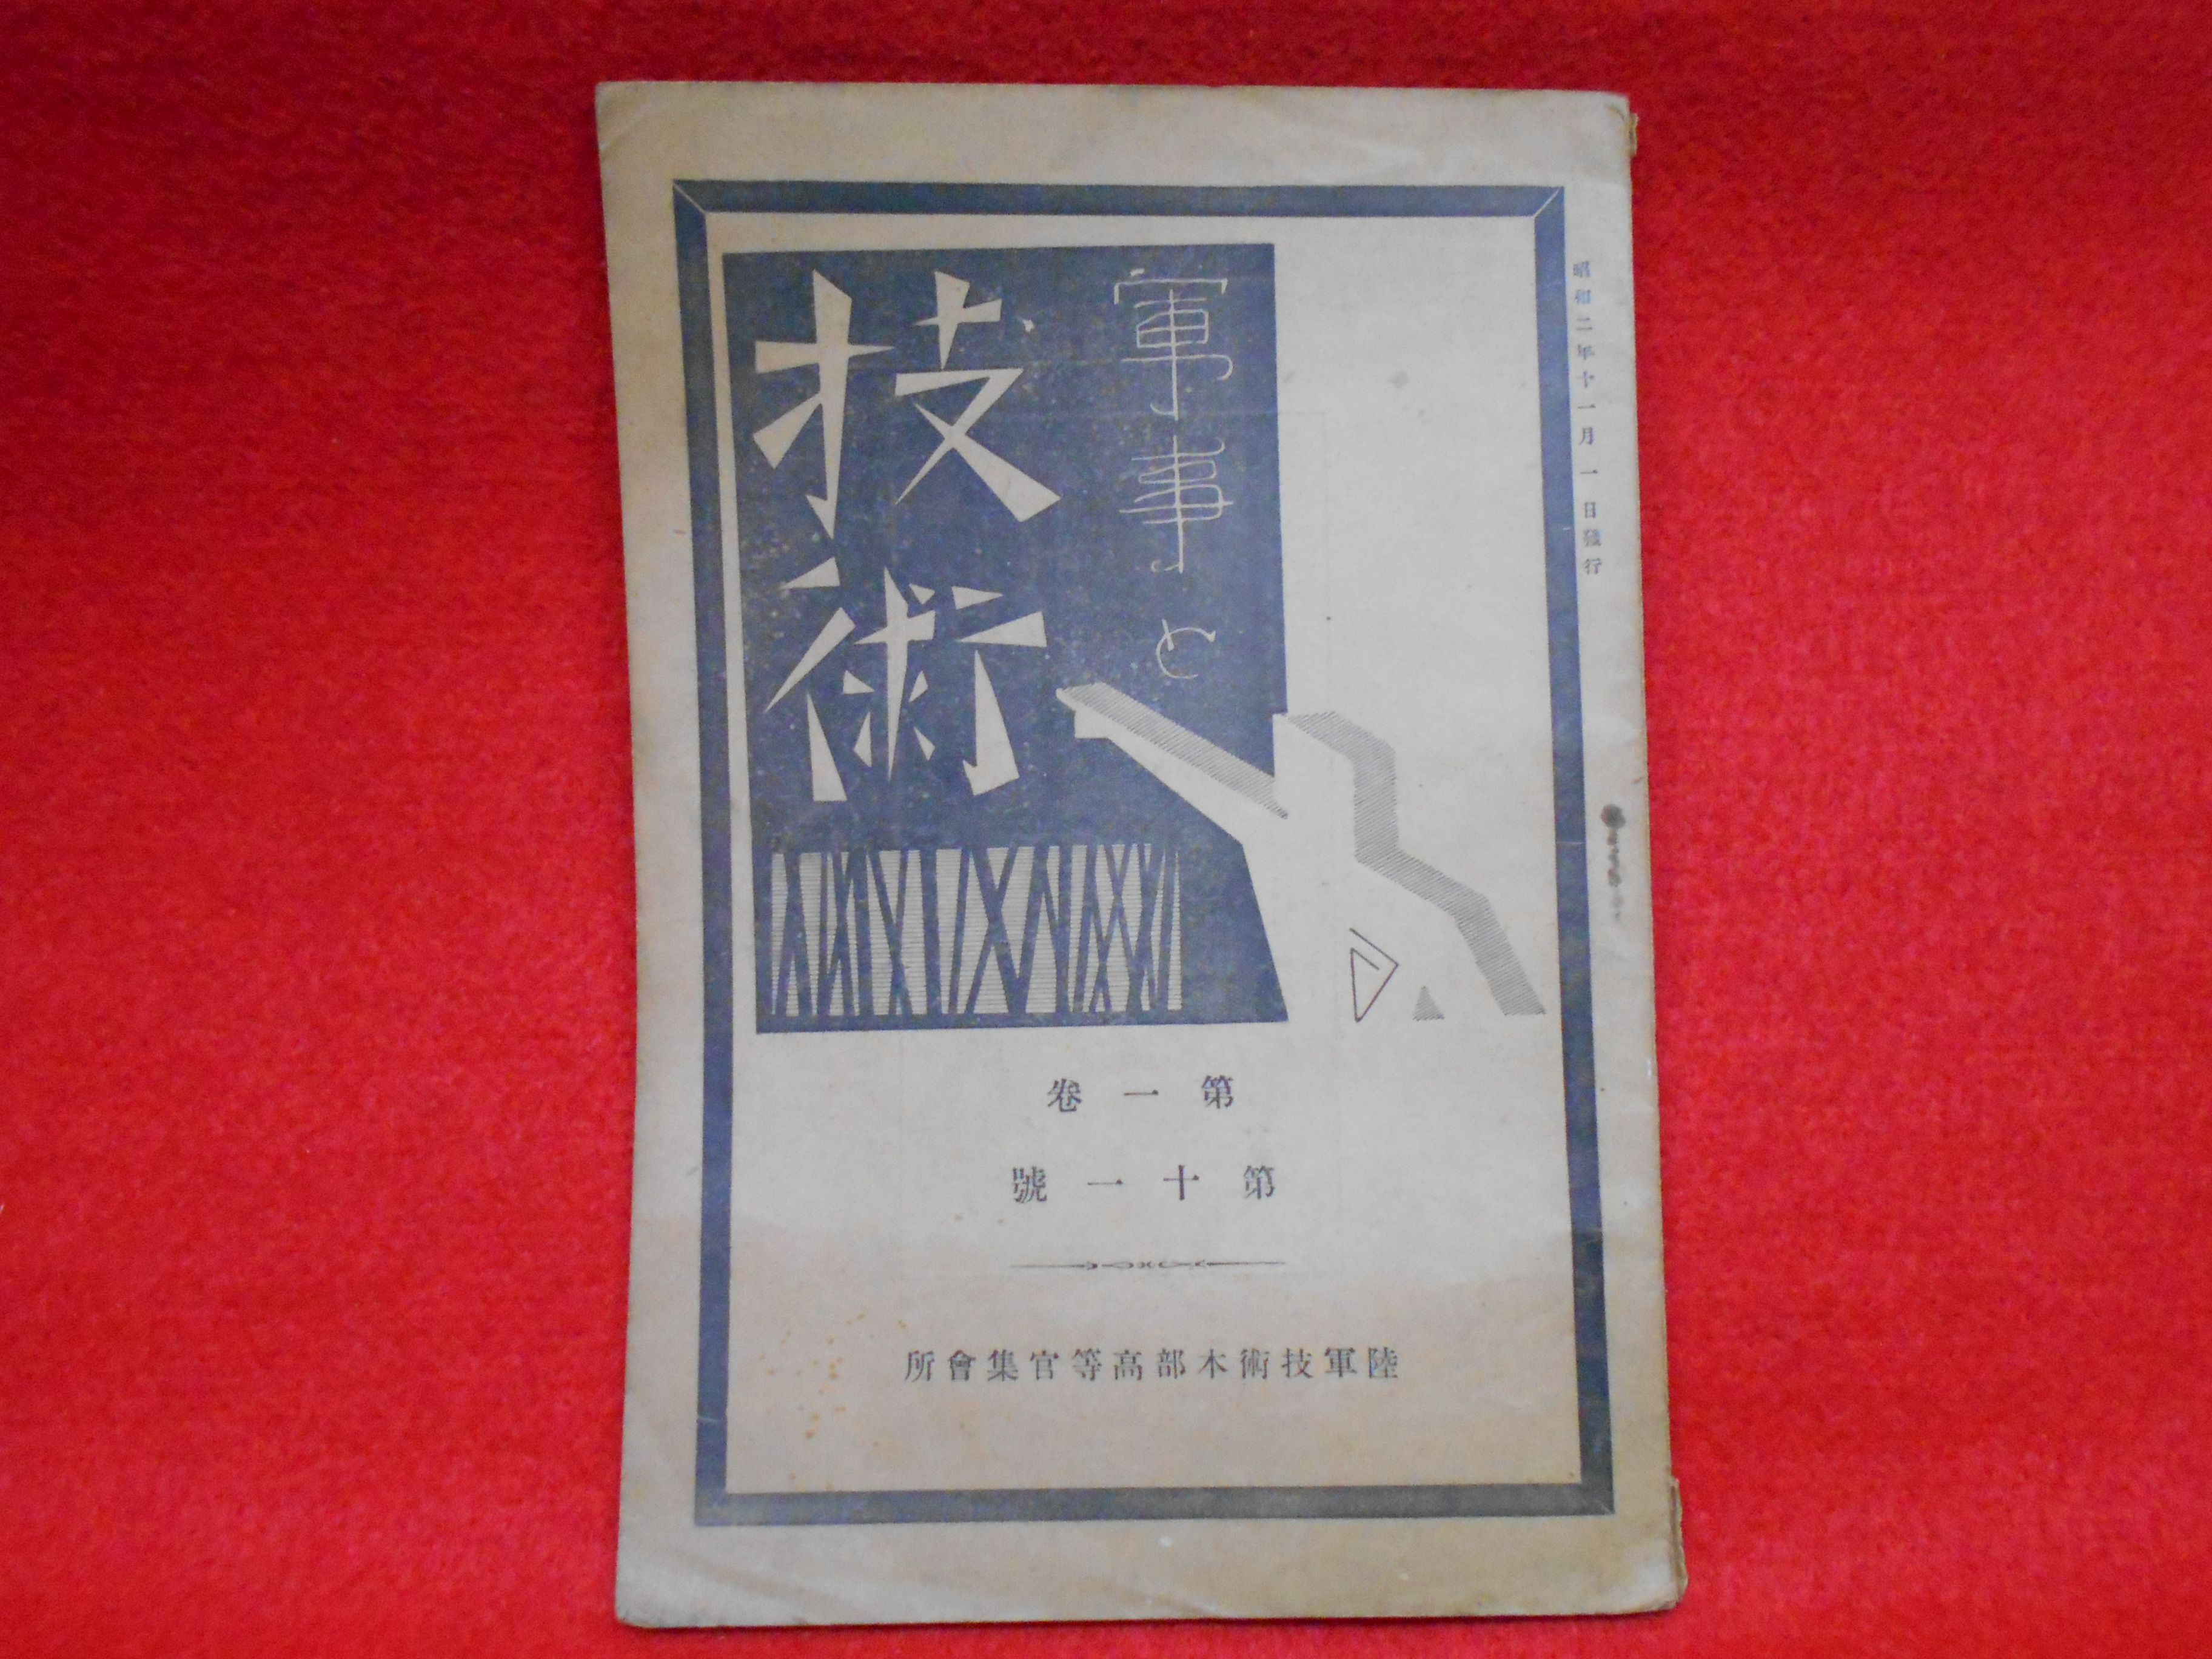 昭和二年十一月一日發行
軍事と
技術
第一卷
第十一號
陸軍技術本部高等官集會所